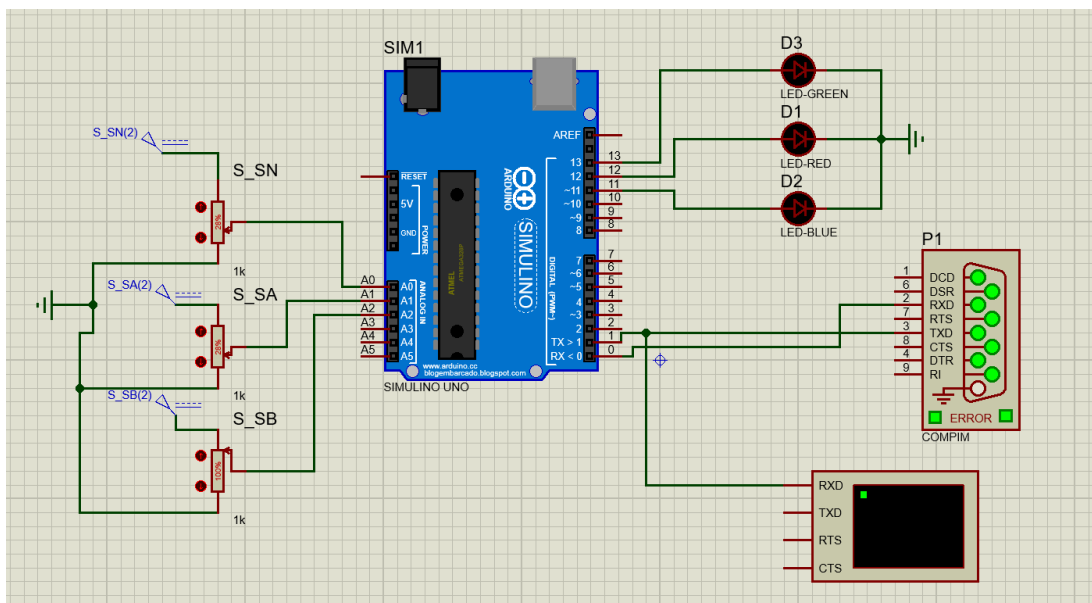 SIM1
D3
LED-GREEN
D1
LED-RED
D2
LED-BLUE
S_SN(2)
S_SN
28%
1k
S_SA(2)
S_SA
28%
1k
S_SB(2)
S_SB
100%
1k
AREF
13
13
12
12
~11
11
~10
10
~9
9
8
8
RESET
5V
GND
POWER
ARDUINO
SIMULINO
ATMEL
ATMEGA328P
DIGITAL (PWM~)
7
7
~6
6
~5
5
4
4
~3
3
2
2
TX > 1
1
RX < 0
0
A0
A0
A1
A1
A2
A2
A3
A3
A4
A4
A5
A5
ANALOG IN
www.arduino.cc
blogembarcado.blogspot.com
SIMULINO UNO
P1
1
DCD
6
DSR
2
RXD
7
RTS
3
TXD
8
CTS
4
DTR
9
RI
ERROR
COMPIM
RXD
TXD
RTS
CTS